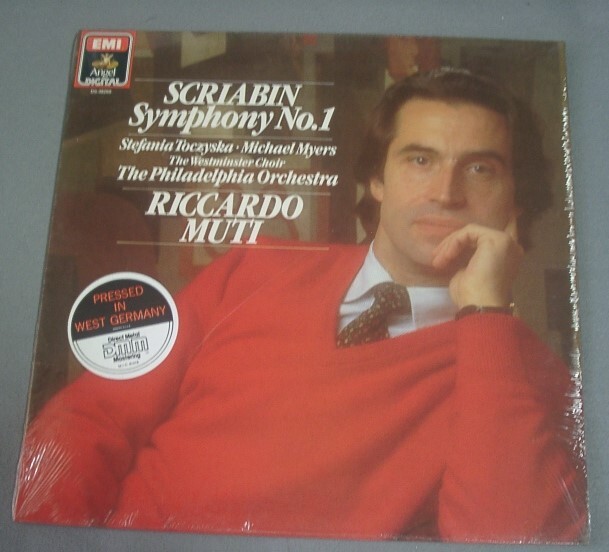 EMI
Angel
DIGITAL
SCRIABIN
Symphony No.1
Stefania Toczyska · Michael Myers
The Westminster Choir
The Philadelphia Orchestra
RICCARDO
MUTI
PRESSED
IN
WEST GERMANY
Direct Metal
DMM
Mastering